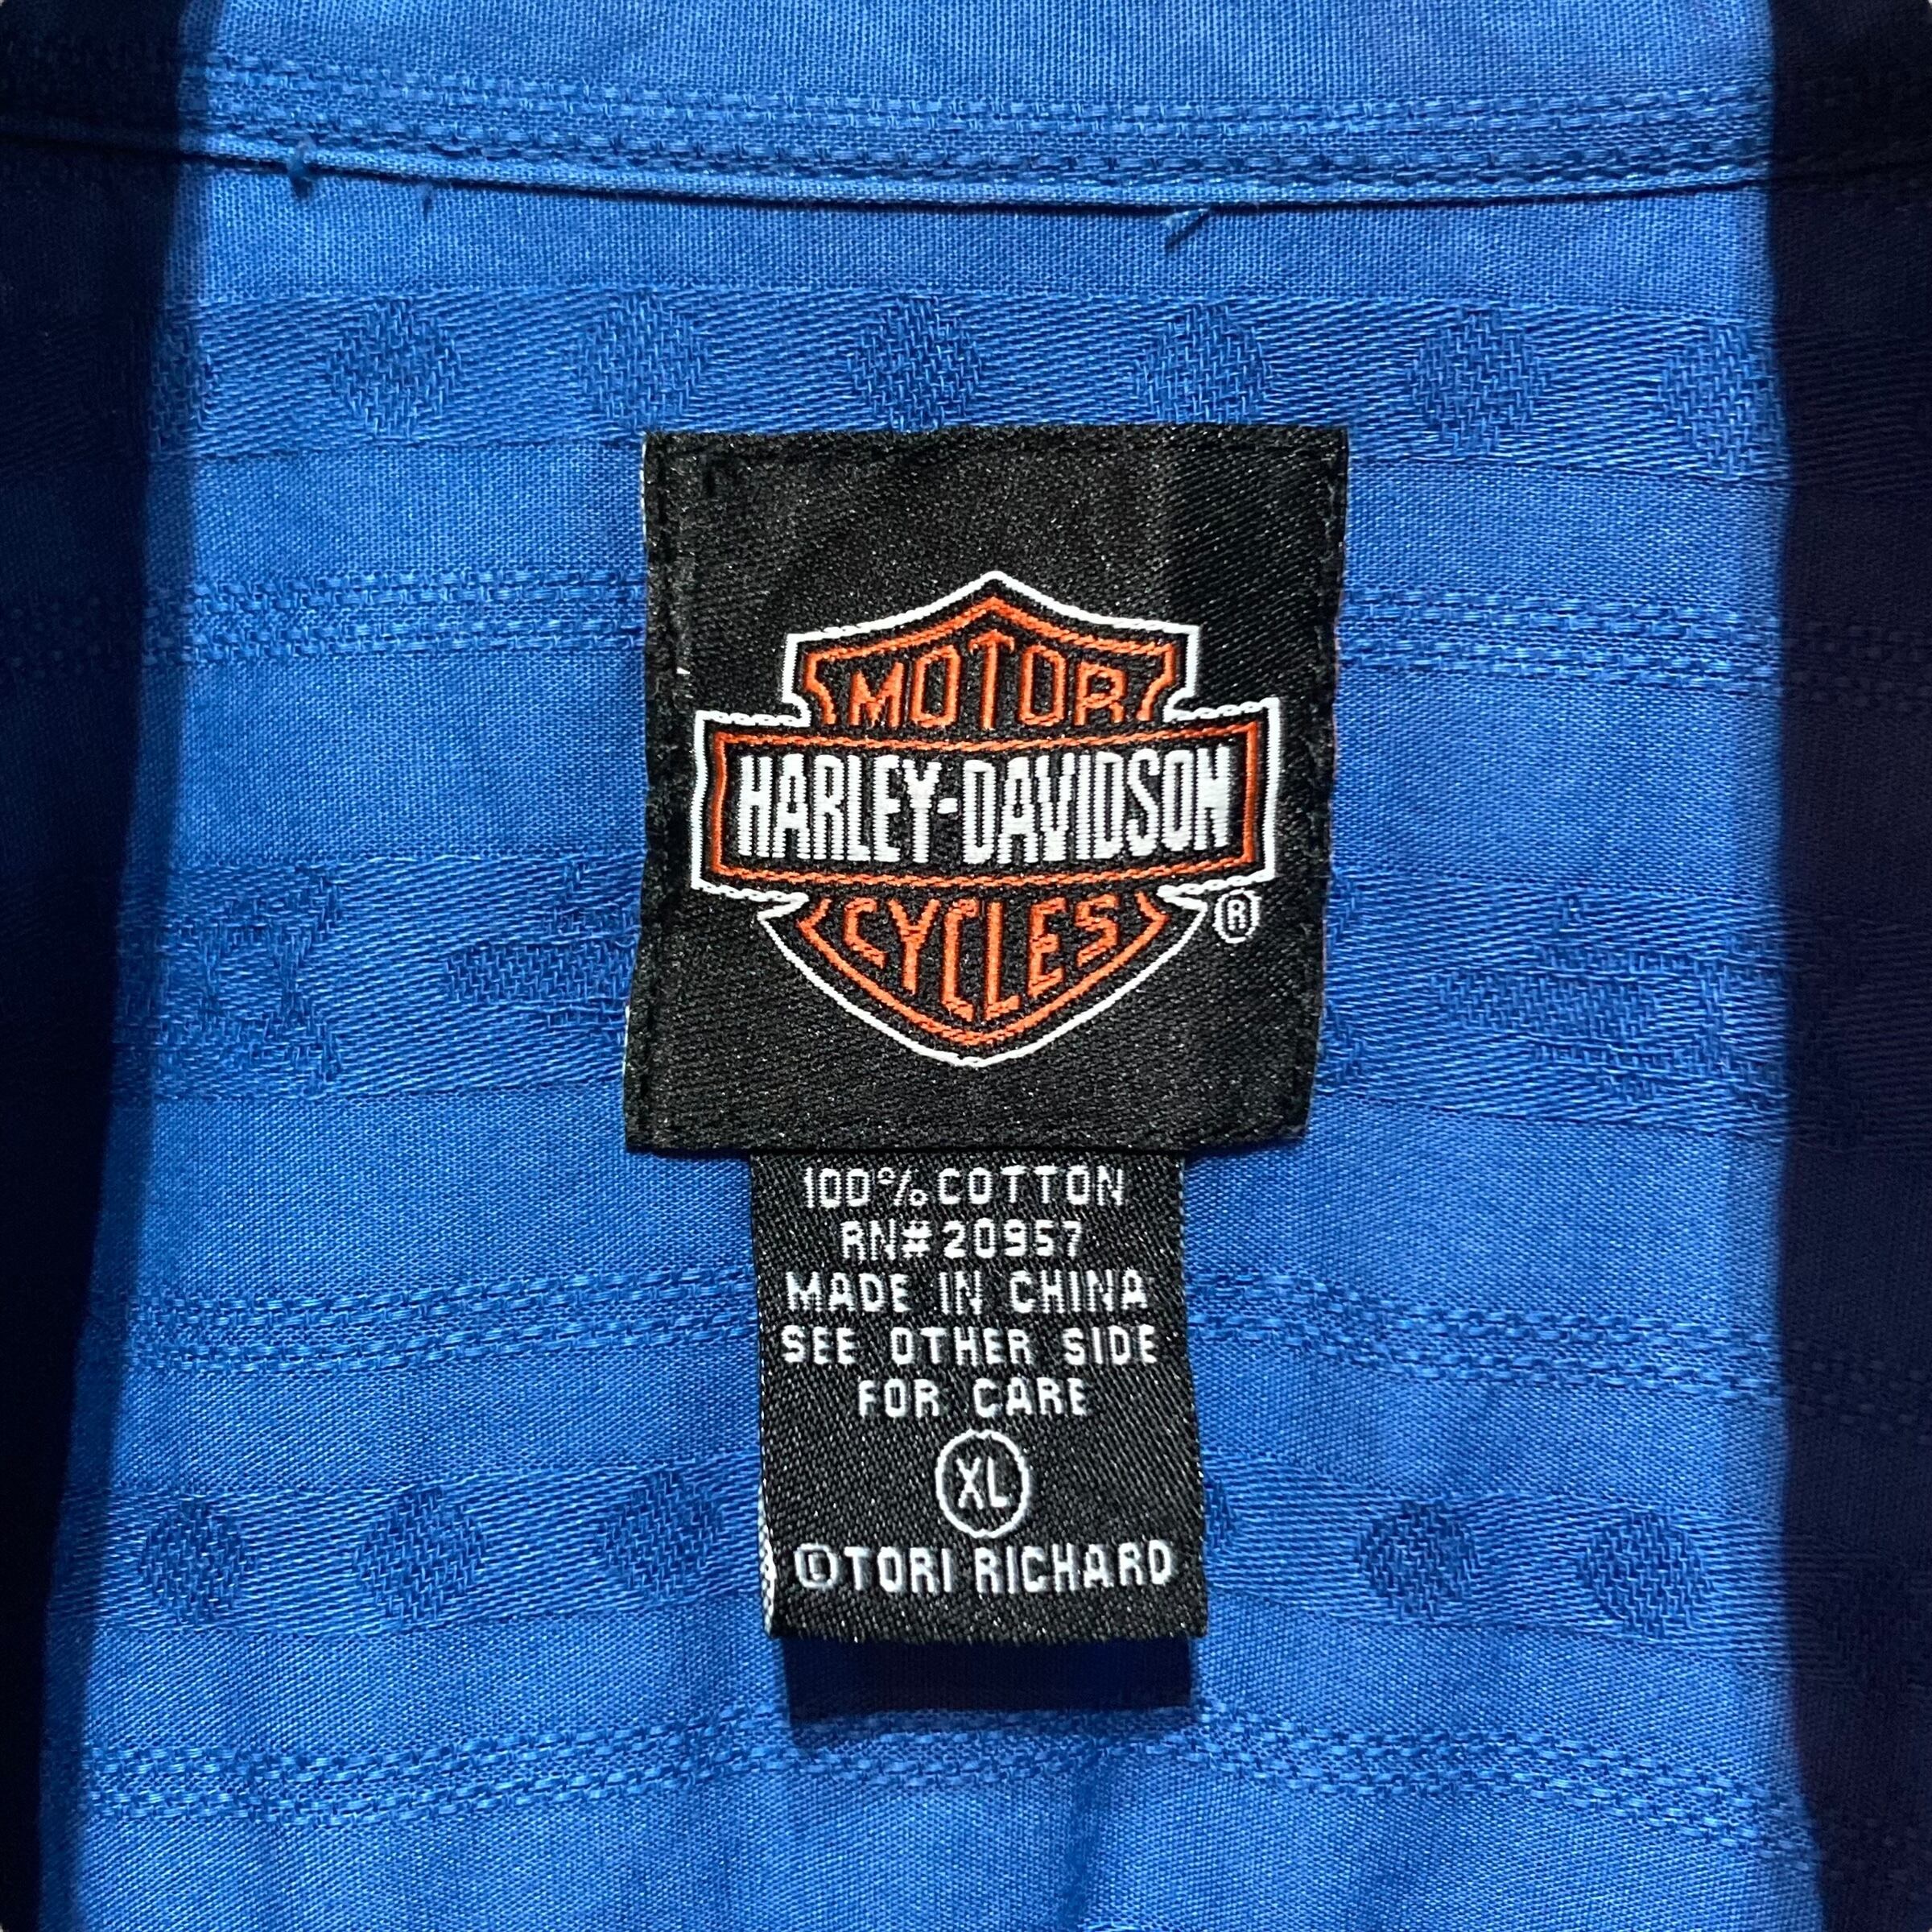 MOTOR
HARLEY-DAVIDSON
CYCLES
®
100% COTTON
RN# 20957
MADE IN CHINA
SEE OTHER SIDE
FOR CARE
XL
©TORI RICHARD